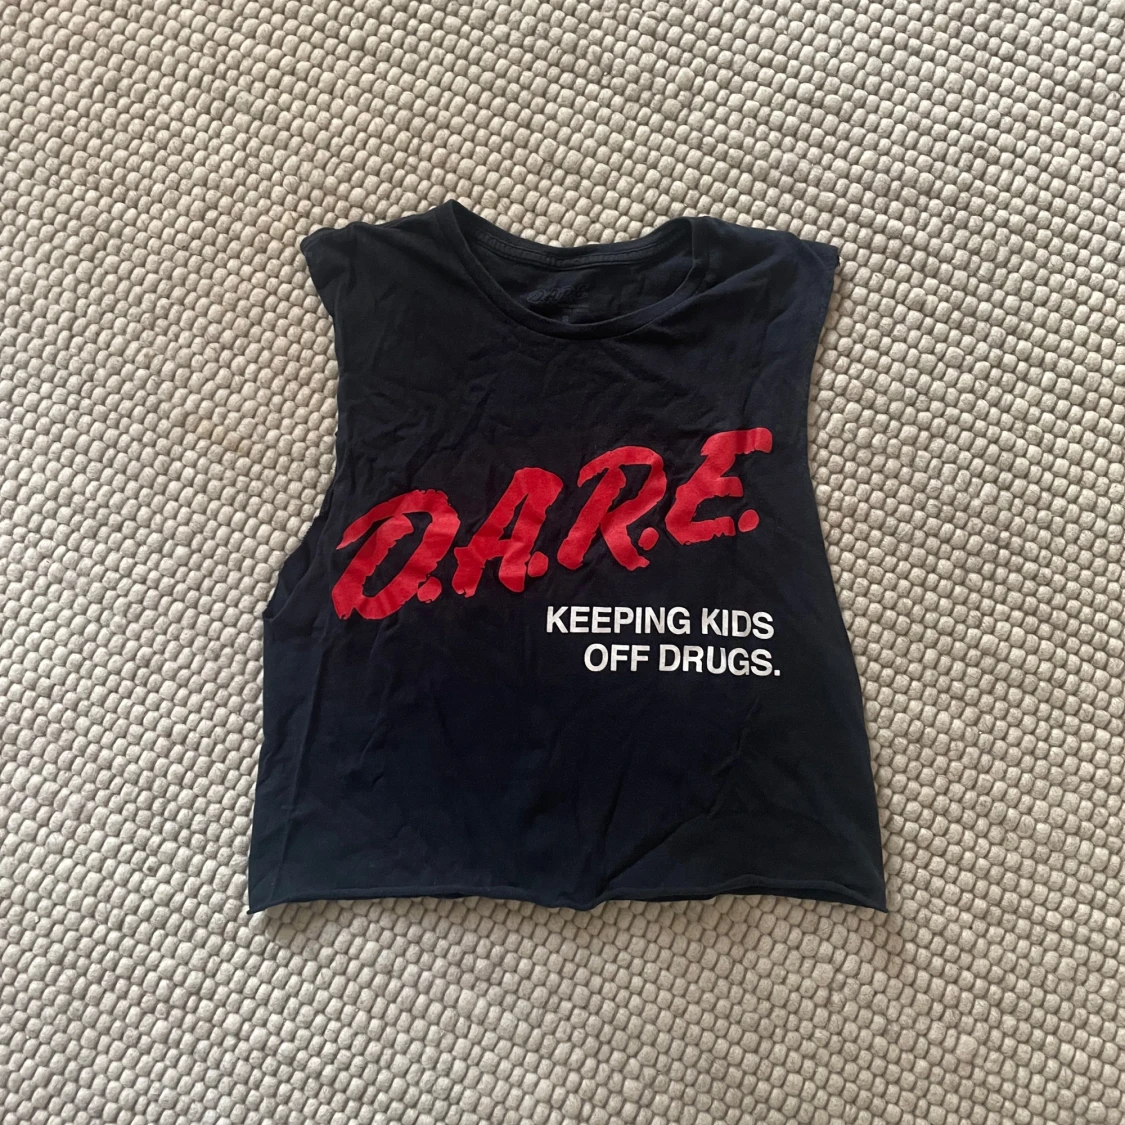 D.A.R.E.
KEEPING KIDS
OFF DRUGS.